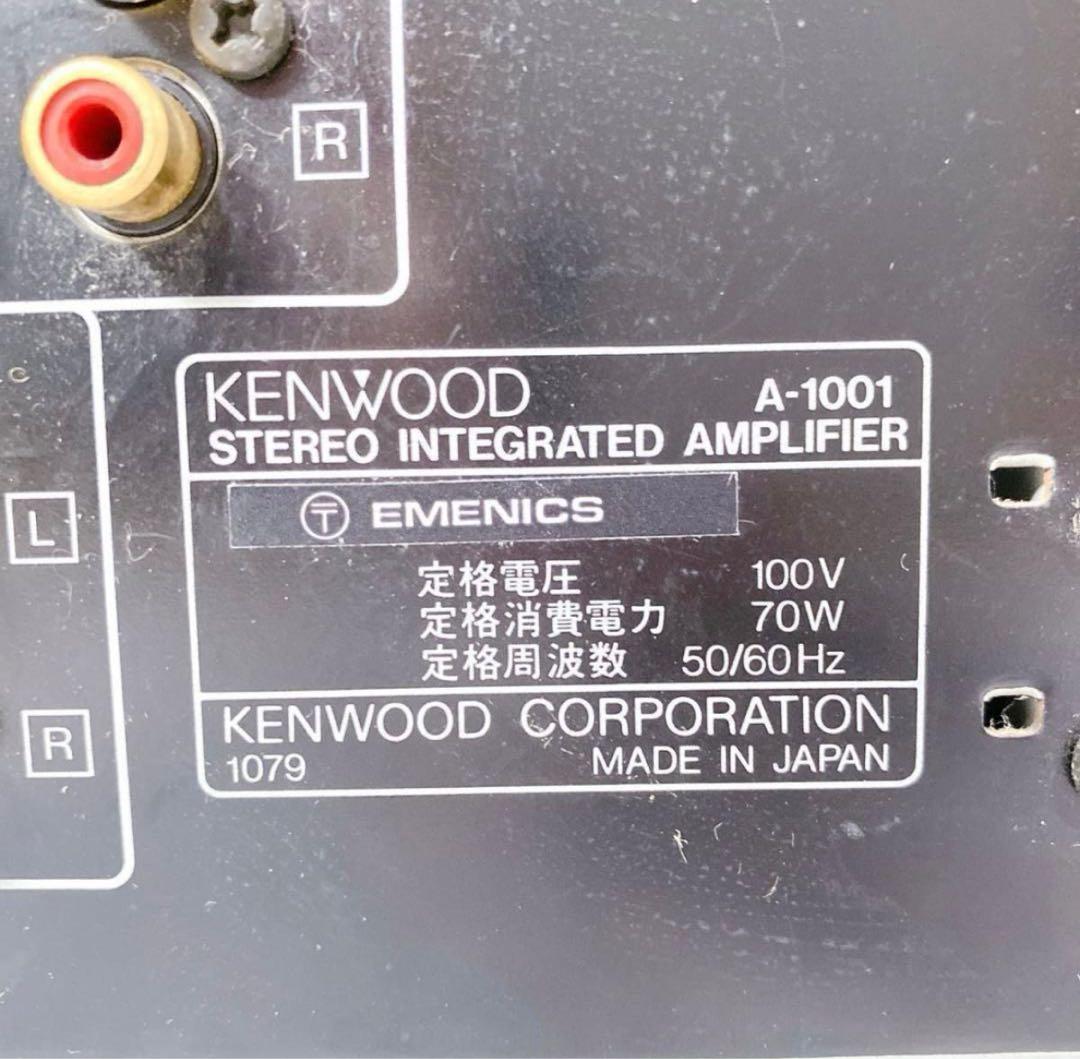 R
KENWOOD A-1001
STEREO INTEGRATED AMPLIFIER
〒 EMENICS
定格電圧 100V
定格消費電力 70W
定格周波数 50/60Hz
KENWOOD CORPORATION
1079 MADE IN JAPAN
L
R